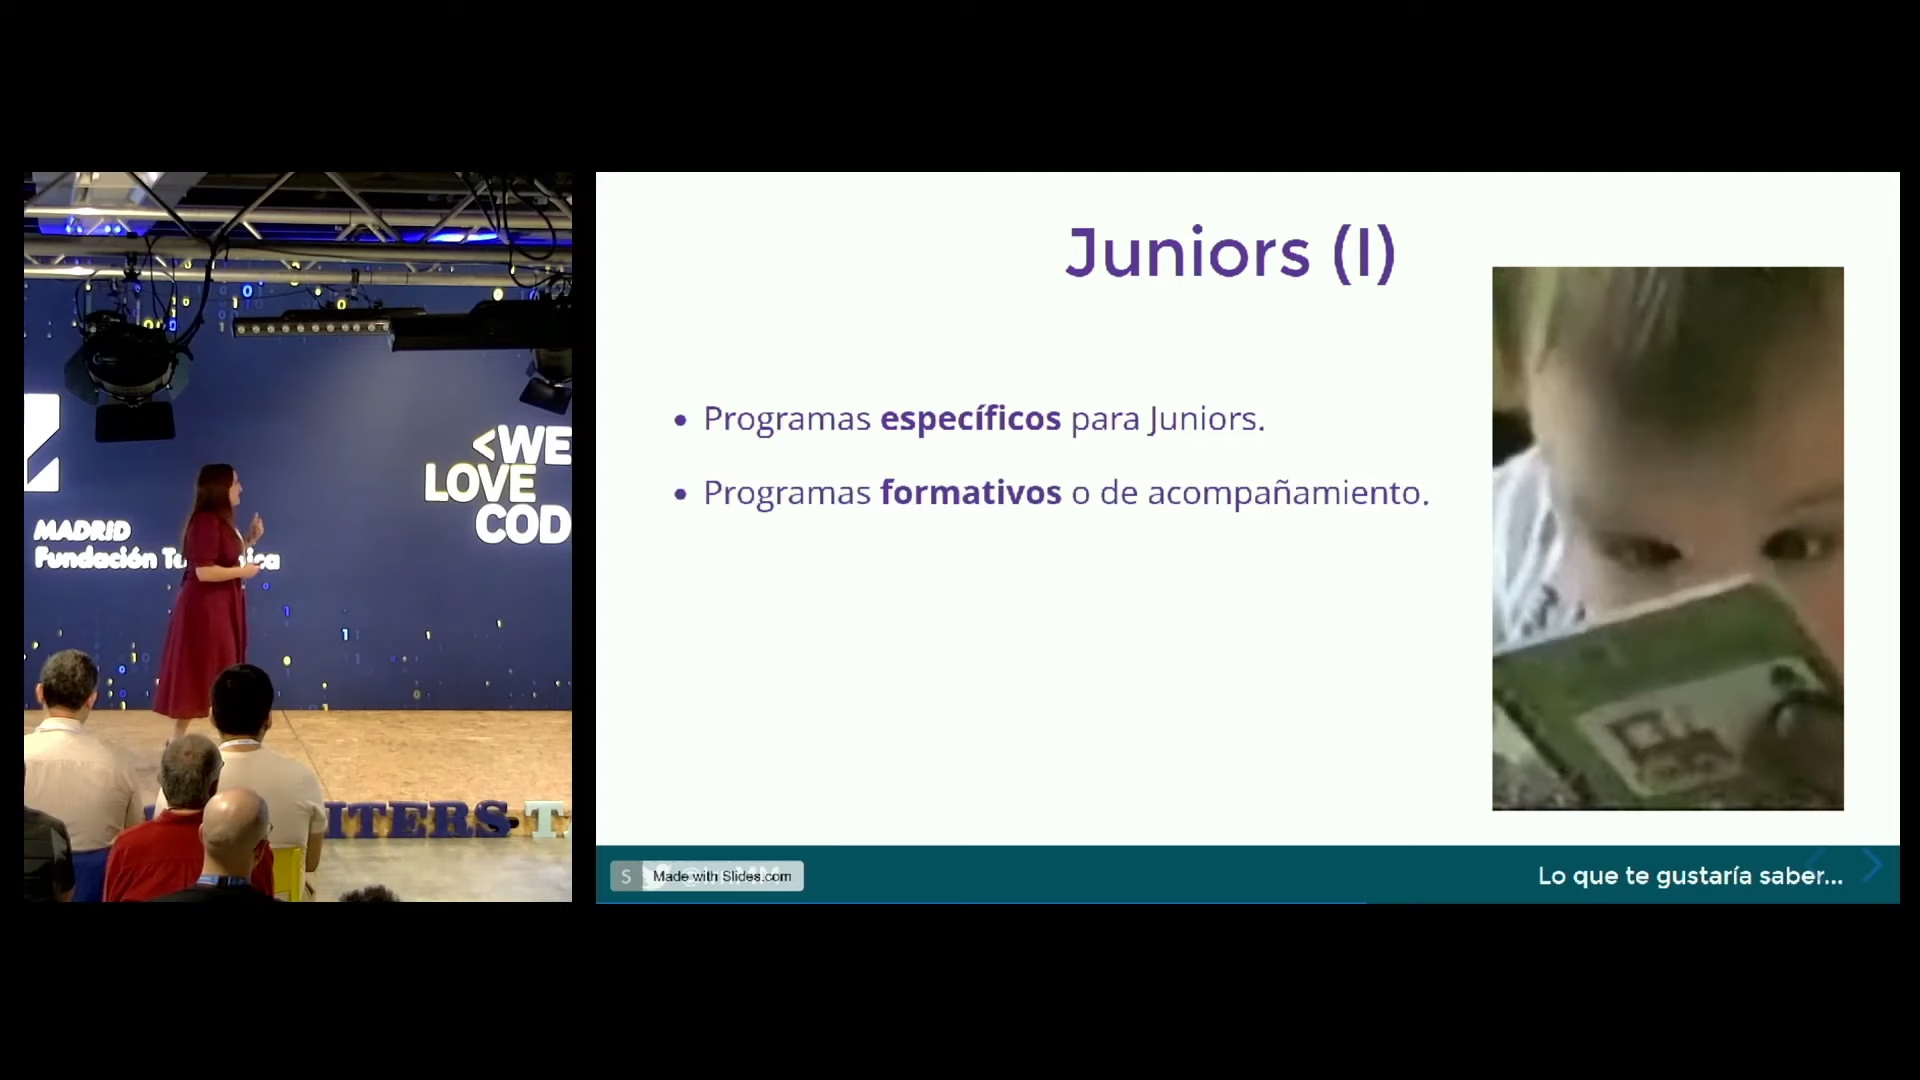 Z
MADRID
Fundación
<WE
LOVE
COD
ITERS
T
Juniors (I)
Programas específicos para Juniors.
Programas formativos o de acompañamiento.
S
Made with Slides.com
Lo que te gustaría saber...